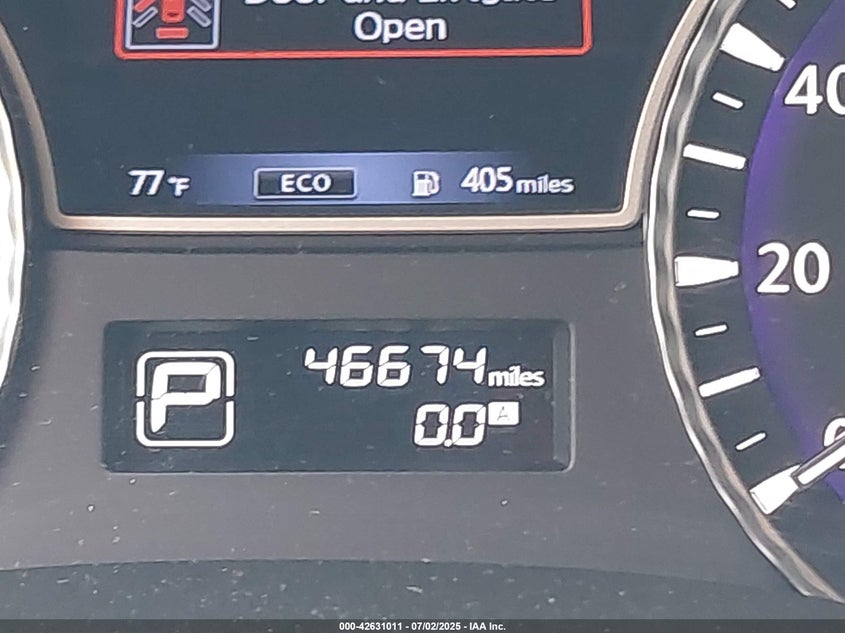 Open
77°F ECO 405 miles
40
20
P 46674 miles
0.0 A
000-42631011 - 07/02/2025 - IAA Inc.